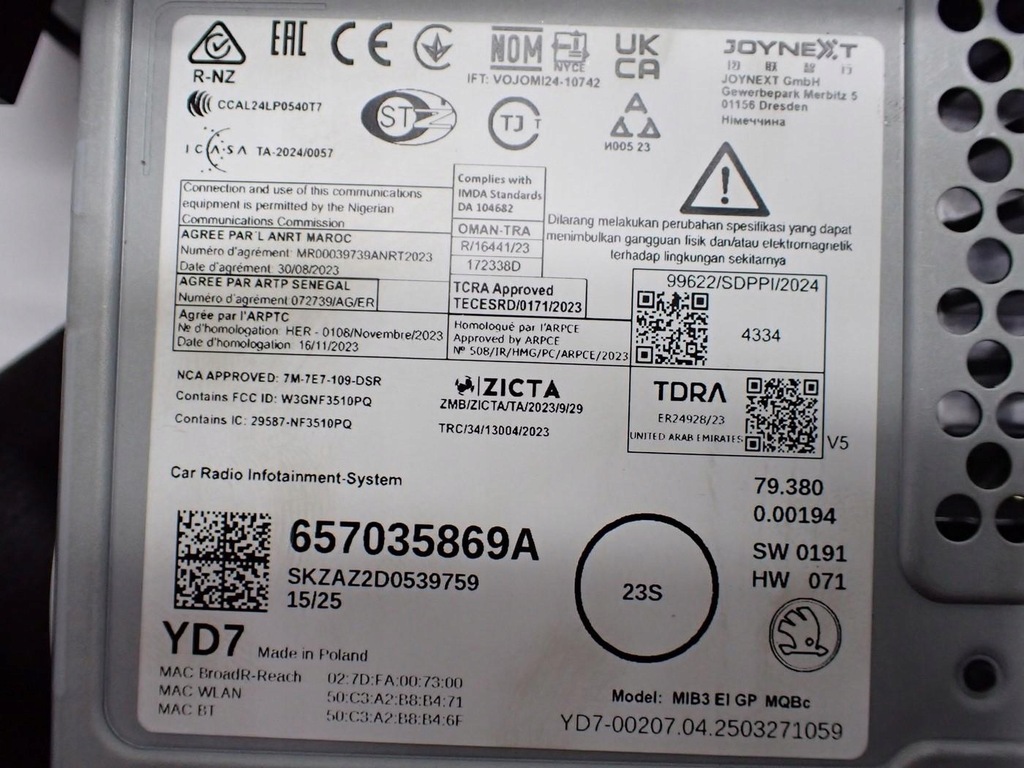 R-NZ
EAC
CE
NOM
NYCE
IFT: VOJOMI24-10742
UK
CA
JOYNEXT
JOYNEXT GmbH
Gewerbepark Merbitz 5
01156 Dresden
Німеччина
CCAL24LP0540T7
STZ
TJ T
И005 23
ICASA TA-2024/0057
Connection and use of this communications
equipment is permitted by the Nigerian
Communications Commission
Complies with
IMDA Standards
DA 104682
Dilarang melakukan perubahan spesifikasi yang dapat
menimbulkan gangguan fisik dan/atau elektromagnetik
terhadap lingkungan sekitarnya
AGREE PAR'L ANRT MAROC
Numéro d'agrément: MR00039739ANRT2023
Date d'agrément: 30/08/2023
OMAN-TRA
R/16441/23
172338D
AGREE PAR ARTP SENEGAL
Numéro d'agrément:072739/AG/ER
TCRA Approved
TECESRD/0171/2023
99622/SDPPI/2024
4334
Agrée par l'ARPTC
№ d'homologation: HER - 0108/Novembre/2023
Date d'homologation: 16/11/2023
Homologué par l'ARPCE
Approved by ARPCE
N° 508/IR/HMG/PC/ARPCE/2023
NCA APPROVED: 7M-7E7-109-DSR
Contains FCC ID: W3GNF3510PQ
Contains IC: 29587-NF3510PQ
ZICTA
ZMB/ZICTA/TA/2023/9/29
TRC/34/13004/2023
TDRA
ER24928/23
UNITED ARAB EMIRATES
V5
Car Radio Infotainment-System
79.380
0.00194
657035869A
SKZAZ2D0539759
15/25
23S
SW 0191
HW 071
YD7 Made in Poland
MAC BroadR-Reach 02:7D:FA:00:73:00
MAC WLAN 50:C3:A2:B8:B4:71
MAC BT 50:C3:A2:B8:B4:6F
Model: MIB3 EI GP MQBc
YD7-00207.04.2503271059